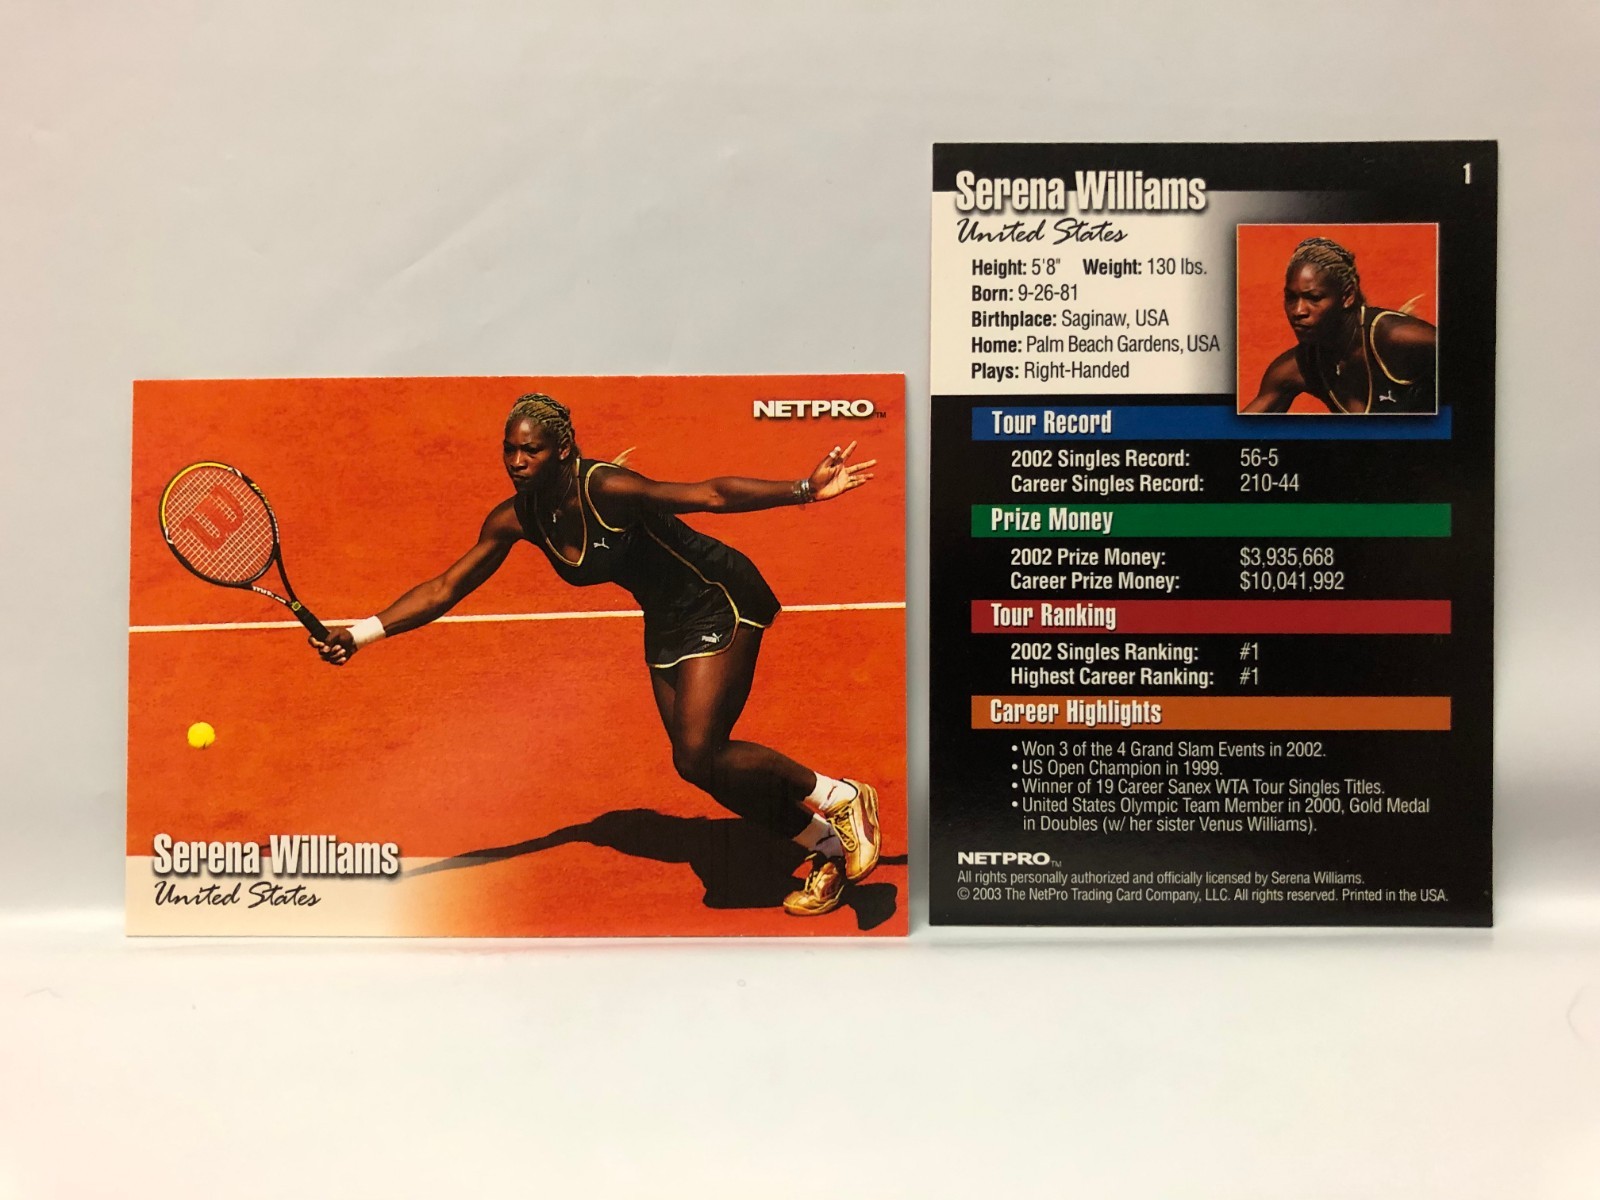 NETPRO™
Serena Williams
United States
Serena Williams
1
United States
Height: 5'8" Weight: 130 lbs.
Born: 9-26-81
Birthplace: Saginaw, USA
Home: Palm Beach Gardens, USA
Plays: Right-Handed
Tour Record
2002 Singles Record: 56-5
Career Singles Record: 210-44
Prize Money
2002 Prize Money: $3,935,668
Career Prize Money: $10,041,992
Tour Ranking
2002 Singles Ranking: #1
Highest Career Ranking: #1
Career Highlights
• Won 3 of the 4 Grand Slam Events in 2002.
• US Open Champion in 1999.
• Winner of 19 Career Sanex WTA Tour Singles Titles.
• United States Olympic Team Member in 2000, Gold Medal
in Doubles (w/ her sister Venus Williams).
NETPRO™
All rights personally authorized and officially licensed by Serena Williams.
© 2003 The NetPro Trading Card Company, LLC. All rights reserved. Printed in the USA.